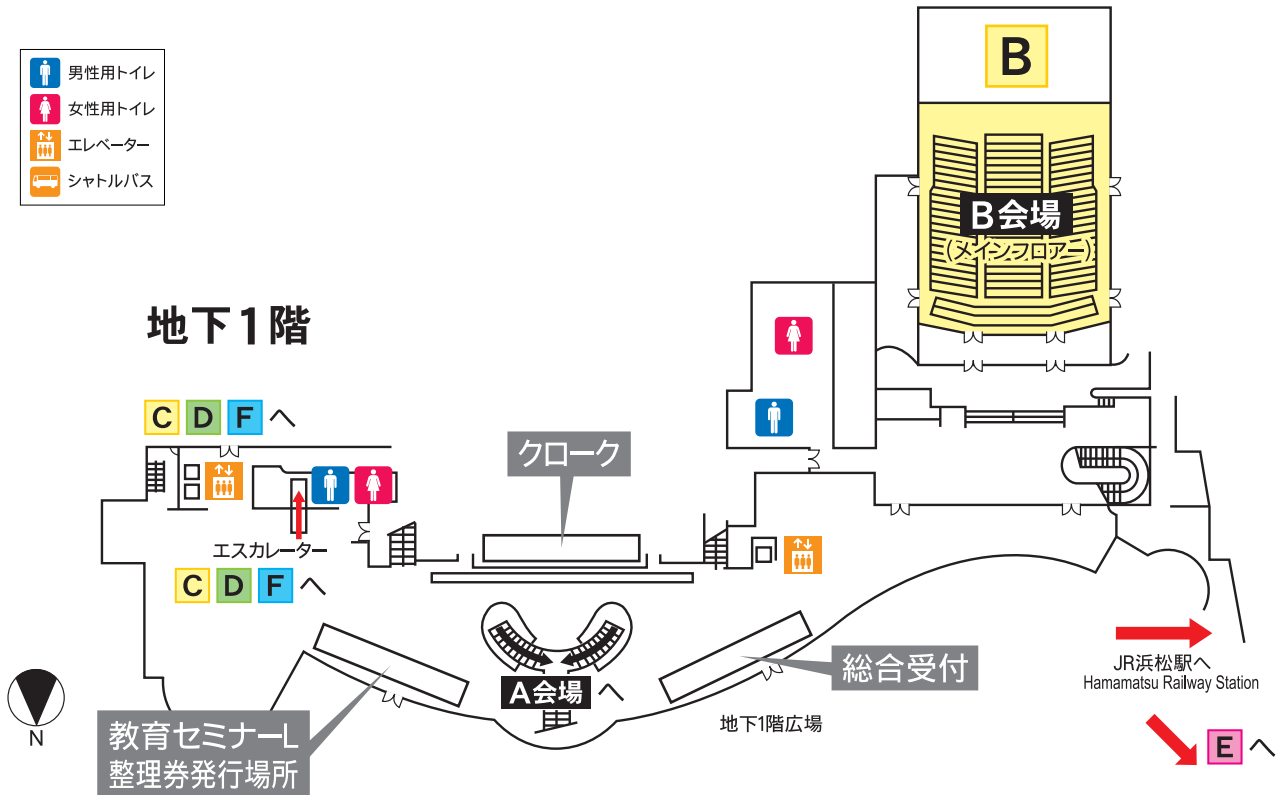 男性用トイレ
女性用トイレ
エレベーター
シャトルバス
B
B会場
(メインフロアー)
地下1階
C D F へ
クローク
エスカレーター
C D F へ
A会場 へ
総合受付
JR浜松駅へ
Hamamatsu Railway Station
地下1階広場
教育セミナーL
整理券発行場所
N
E へ